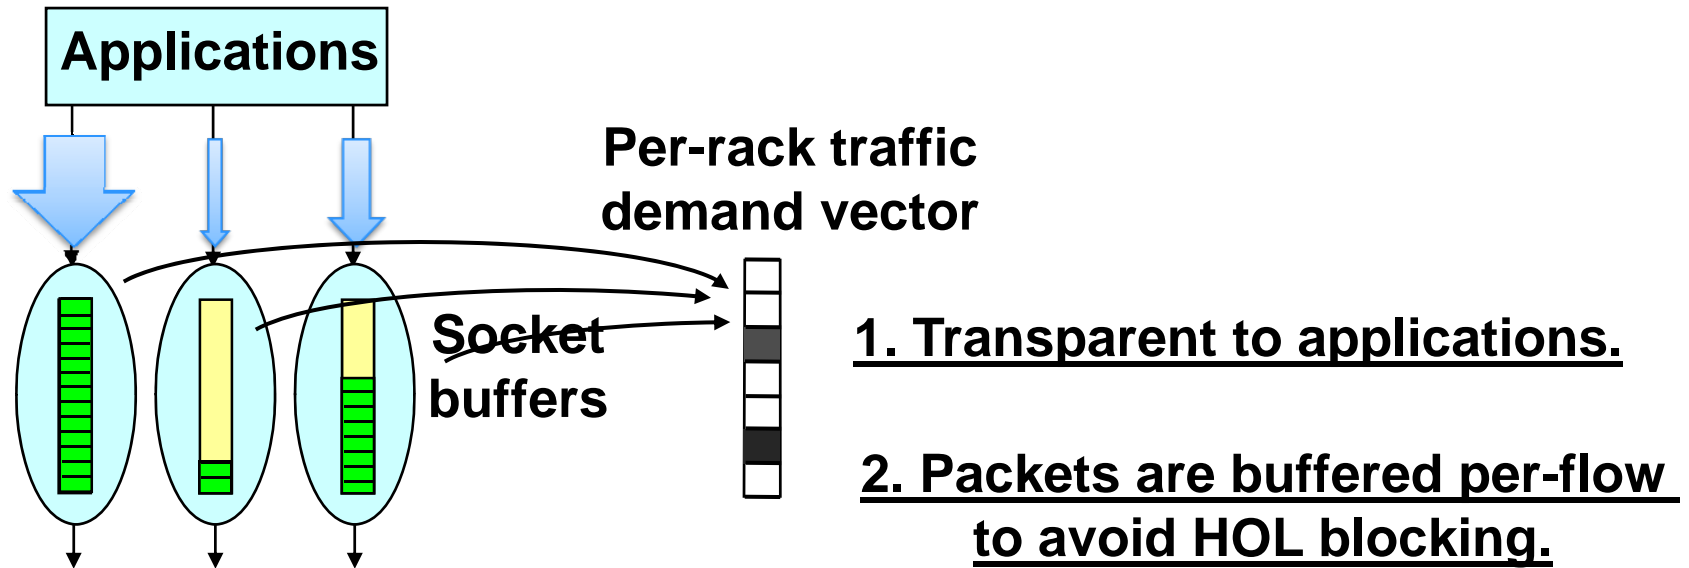 Applications
Per-rack traffic
demand vector
Socket
buffers
1. Transparent to applications.
2. Packets are buffered per-flow
to avoid HOL blocking.